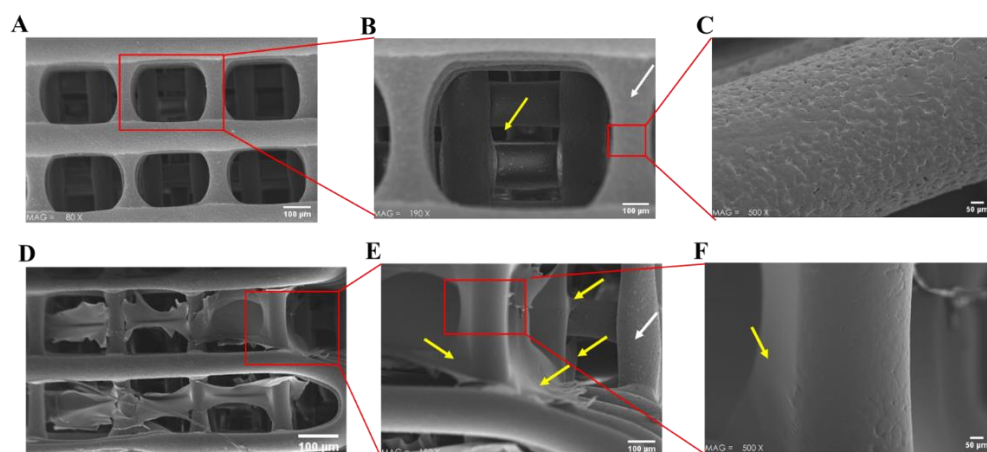 A
B
C
MAG = 80 X
100 µm
MAG = 190 X
100 µm
MAG = 500 X
50 µm
D
E
F
100 µm
100 µm
MAG = 500 X
50 µm